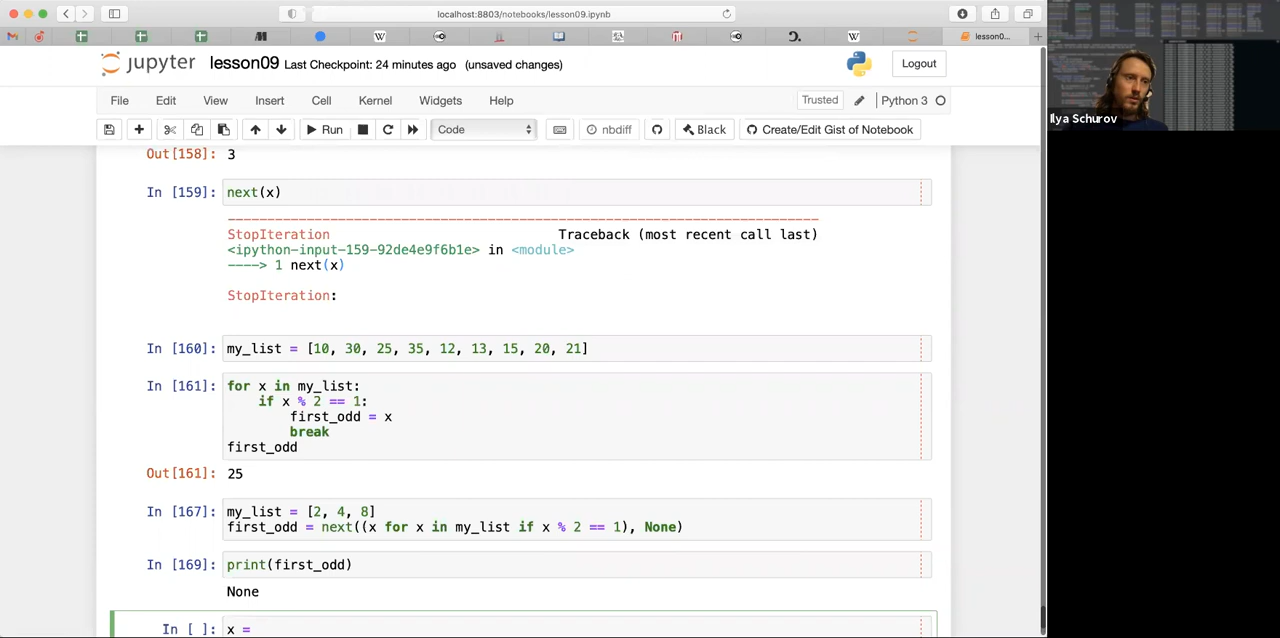 localhost:8803/notebooks/lesson09.ipynb
lesson0...
jupyter lesson09 Last Checkpoint: 24 minutes ago (unsaved changes)
Logout
File Edit View Insert Cell Kernel Widgets Help
Trusted Python 3
Run Code nbdiff Black Create/Edit Gist of Notebook
Ilya Schurov
Out[158]: 3
In [159]: next(x)
---------------------------------------------------------------------------
StopIteration Traceback (most recent call last)
<ipython-input-159-92de4e9f6b1e> in <module>
----> 1 next(x)
StopIteration:
In [160]: my_list = [10, 30, 25, 35, 12, 13, 15, 20, 21]
In [161]: for x in my_list:
if x % 2 == 1:
first_odd = x
break
first_odd
Out[161]: 25
In [167]: my_list = [2, 4, 8]
first_odd = next((x for x in my_list if x % 2 == 1), None)
In [169]: print(first_odd)
None
In [ ]: x =